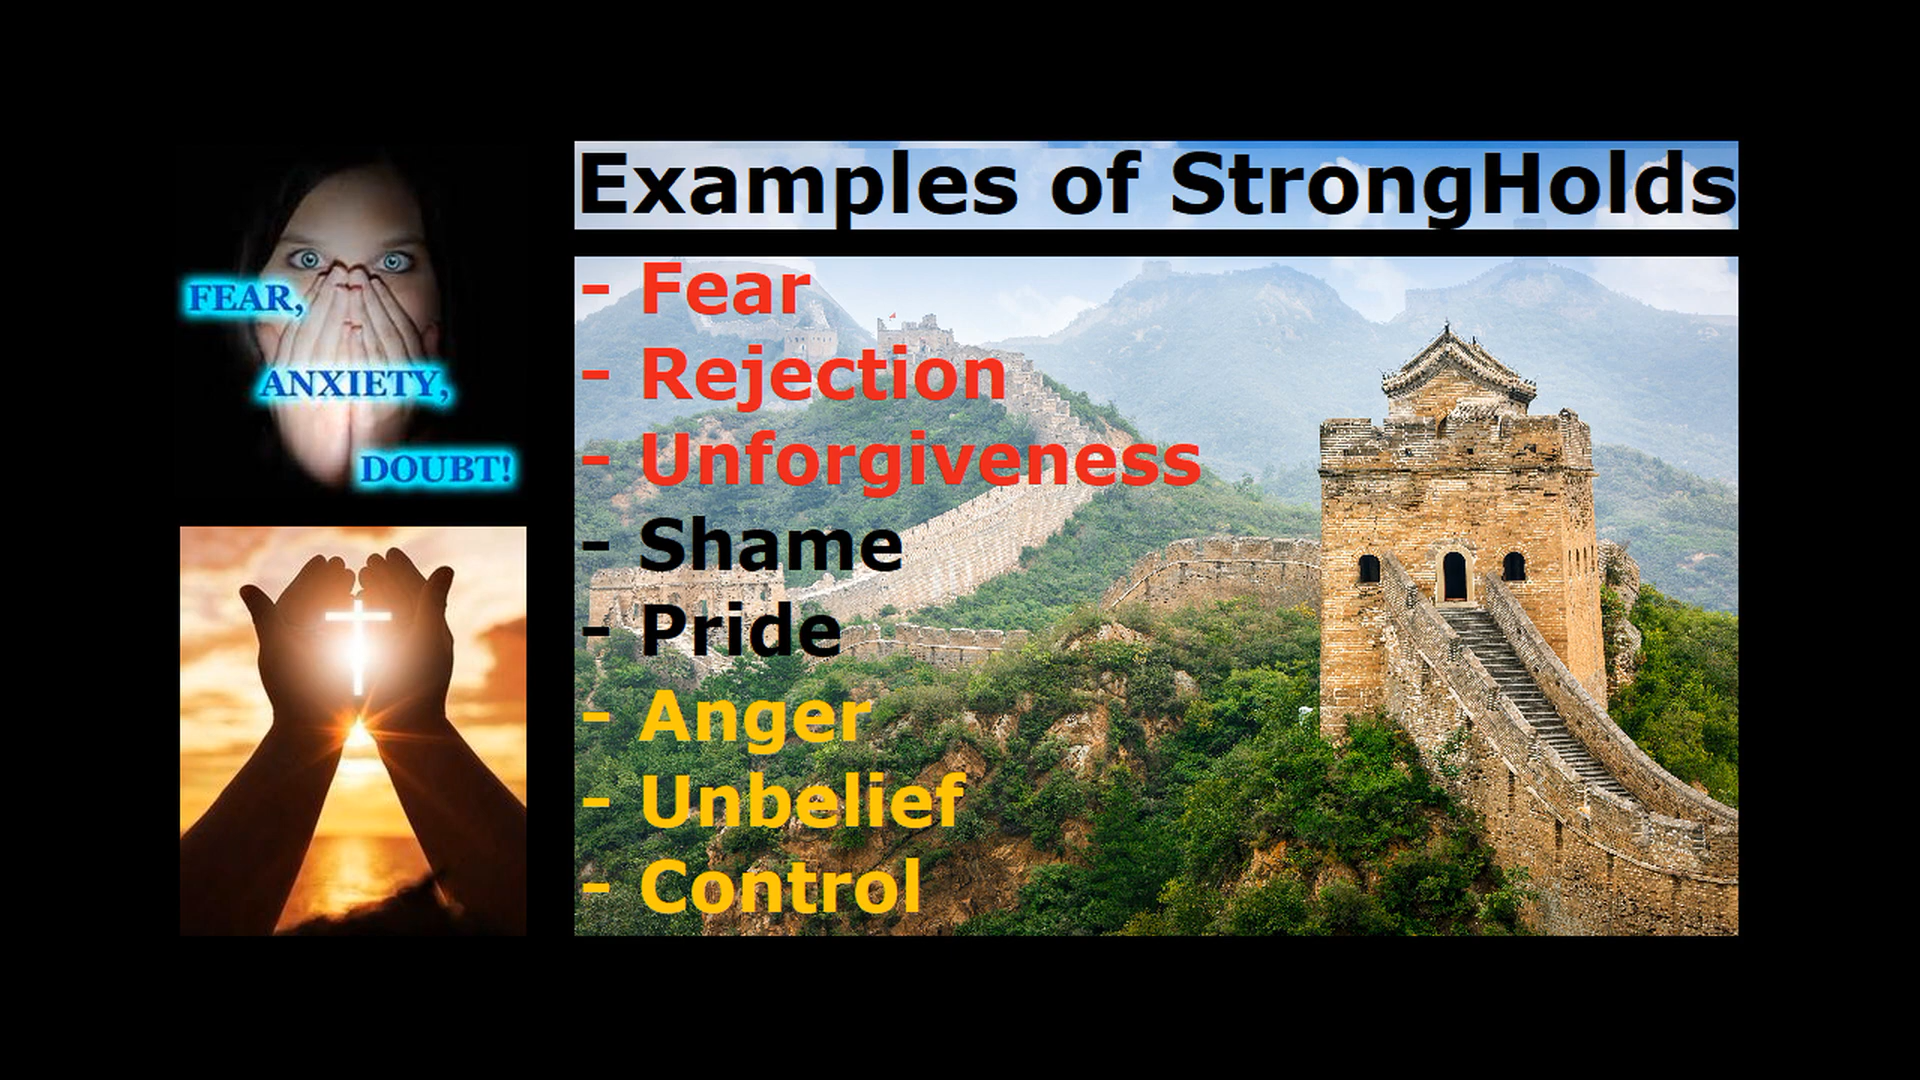 Examples of StrongHolds
FEAR,
ANXIETY,
DOUBT!
- Fear
- Rejection
- Unforgiveness
- Shame
- Pride
- Anger
- Unbelief
- Control